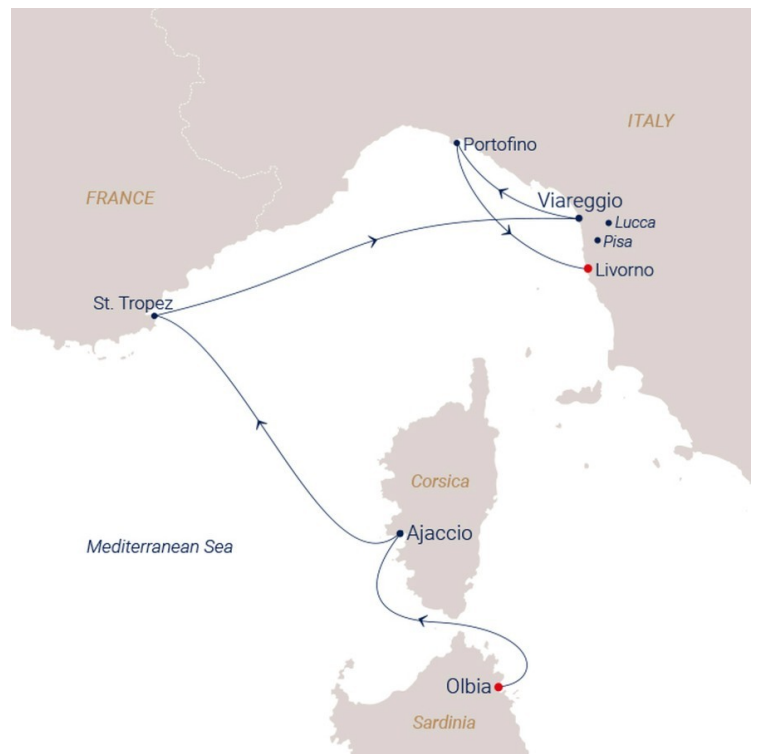 ITALY
Portofino
FRANCE
Viareggio
Lucca
Pisa
Livorno
St. Tropez
Corsica
Ajaccio
Mediterranean Sea
Olbia
Sardinia